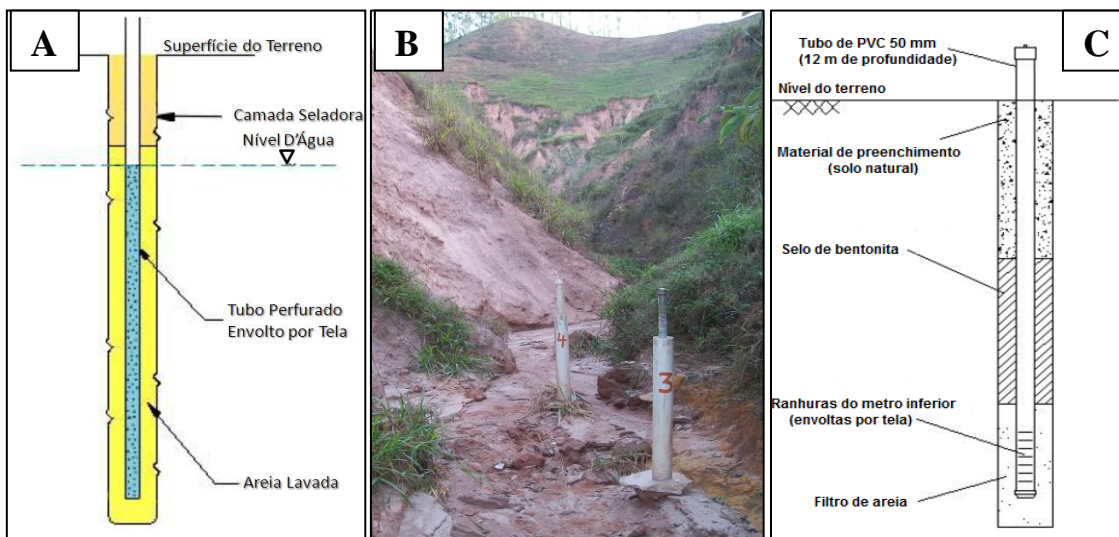 A
Superfície do Terreno
Camada Seladora
Nível D'Água
Tubo Perfurado
Envolto por Tela
Areia Lavada
B
4
3
C
Tubo de PVC 50 mm
(12 m de profundidade)
Nível do terreno
Material de preenchimento
(solo natural)
Selo de bentonita
Ranhuras do metro inferior
(envoltas por tela)
Filtro de areia